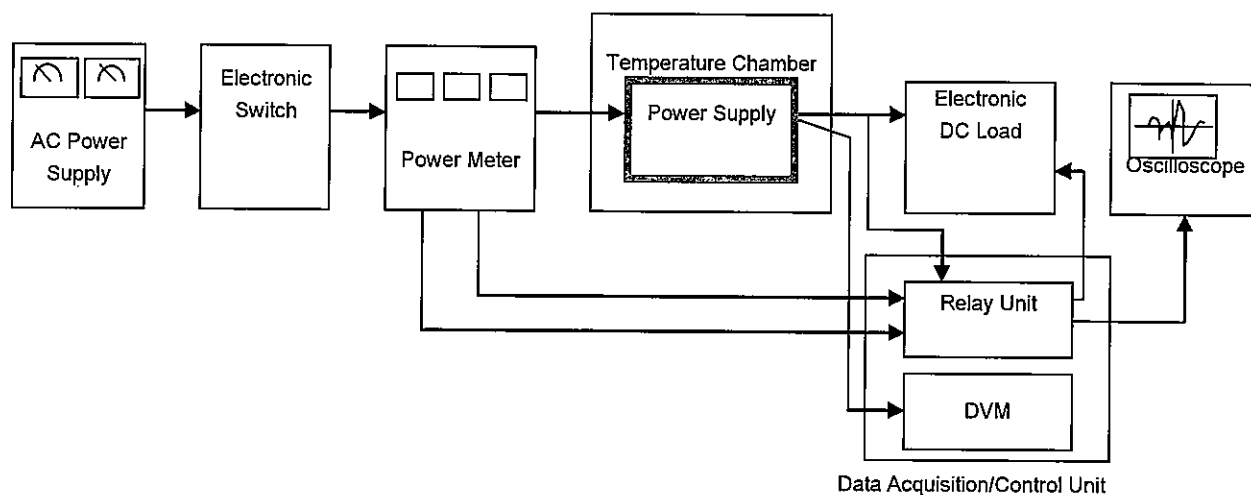 AC Power
Supply
Electronic
Switch
Power Meter
Temperature Chamber
Power Supply
Electronic
DC Load
Oscilloscope
Relay Unit
DVM
Data Acquisition/Control Unit